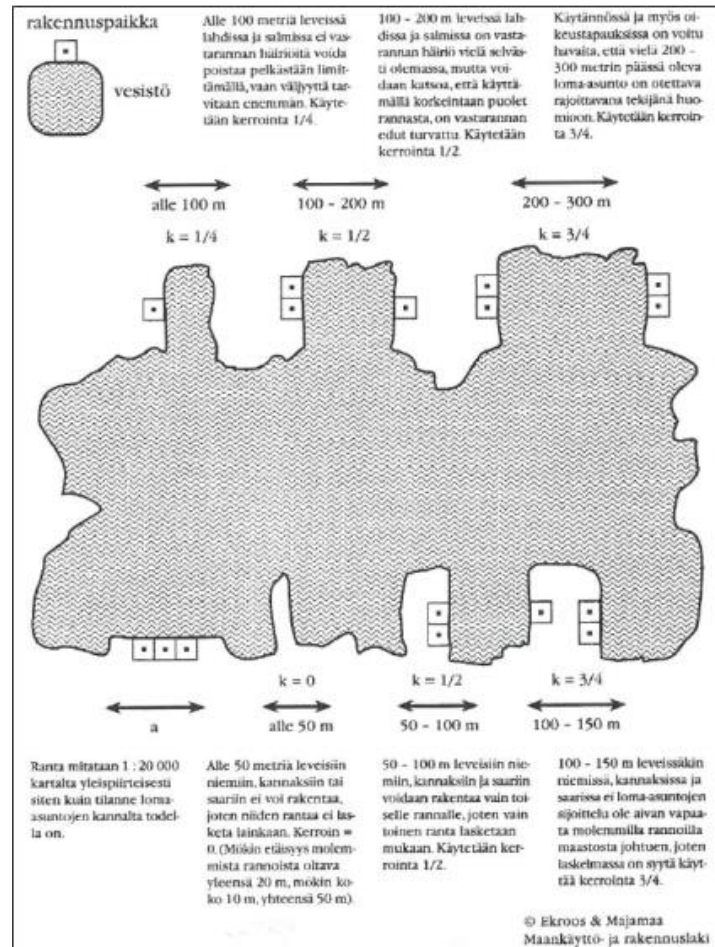 rakennuspaikka
vesistö
Alle 100 metriä leveissä
lahdissa ja salmissa ei vas-
tarannan häiriöitä voida
poistaa pelkästään limit-
tämällä, vaan väljyyttä tar-
vitaan enemmän. Käyte-
tään kerrointa 1/4.
100 - 200 m leveissä lah-
dissa ja salmissa on vasta-
rannan häiriö vielä selväs-
ti olemassa, mutta voi-
daan katsoa, että käyttä-
mällä korkeintaan puolet
rannasta, on vastarannan
edut turvattu. Käytetään
kerrointa 1/2.
Käytännössä ja myös oi-
keustapauksissa on voitu
havaita, että vielä 200 -
300 metrin päässä oleva
loma-asunto on otettava
rajoittavana tekijänä huo-
mioon. Käytetään kerroin-
ta 3/4.
alle 100 m
k = 1/4
100 - 200 m
k = 1/2
200 - 300 m
k = 3/4
k = 0
k = 1/2
k = 3/4
a
alle 50 m
50 - 100 m
100 - 150 m
Ranta mitataan 1 : 20 000
kartalta yleispiirteisesti
siten kuin tilanne loma-
asuntojen kannalta todel-
la on.
Alle 50 metriä leveisiin
niemiin, kannaksiin tai
saariin ei voi rakentaa,
joten niiden rantaa ei las-
keta lainkaan. Kerroin =
0. (Mökin etäisyys molem-
mista rannoista oltava
yleensä 20 m, mökin ko-
ko 10 m, yhteensä 50 m)
50 - 100 m leveisiin nie-
miin, kannaksiin ja saariin
voidaan rakentaa vain toi-
selle rannalle, joten vain
toinen ranta lasketaan
mukaan. Käytetään ker-
rointa 1/2.
100 - 150 m leveissäkin
niemissä, kannaksissa ja
saarissa ei loma-asuntojen
sijoittelu ole aivan vapaa-
ta molemmilla rannoilla
maastosta johtuen, joten
laskelmassa on syytä käyt-
tää kerrointa 3/4.
© Ekroos & Majamaa
Maankäyttö- ja rakennuslaki